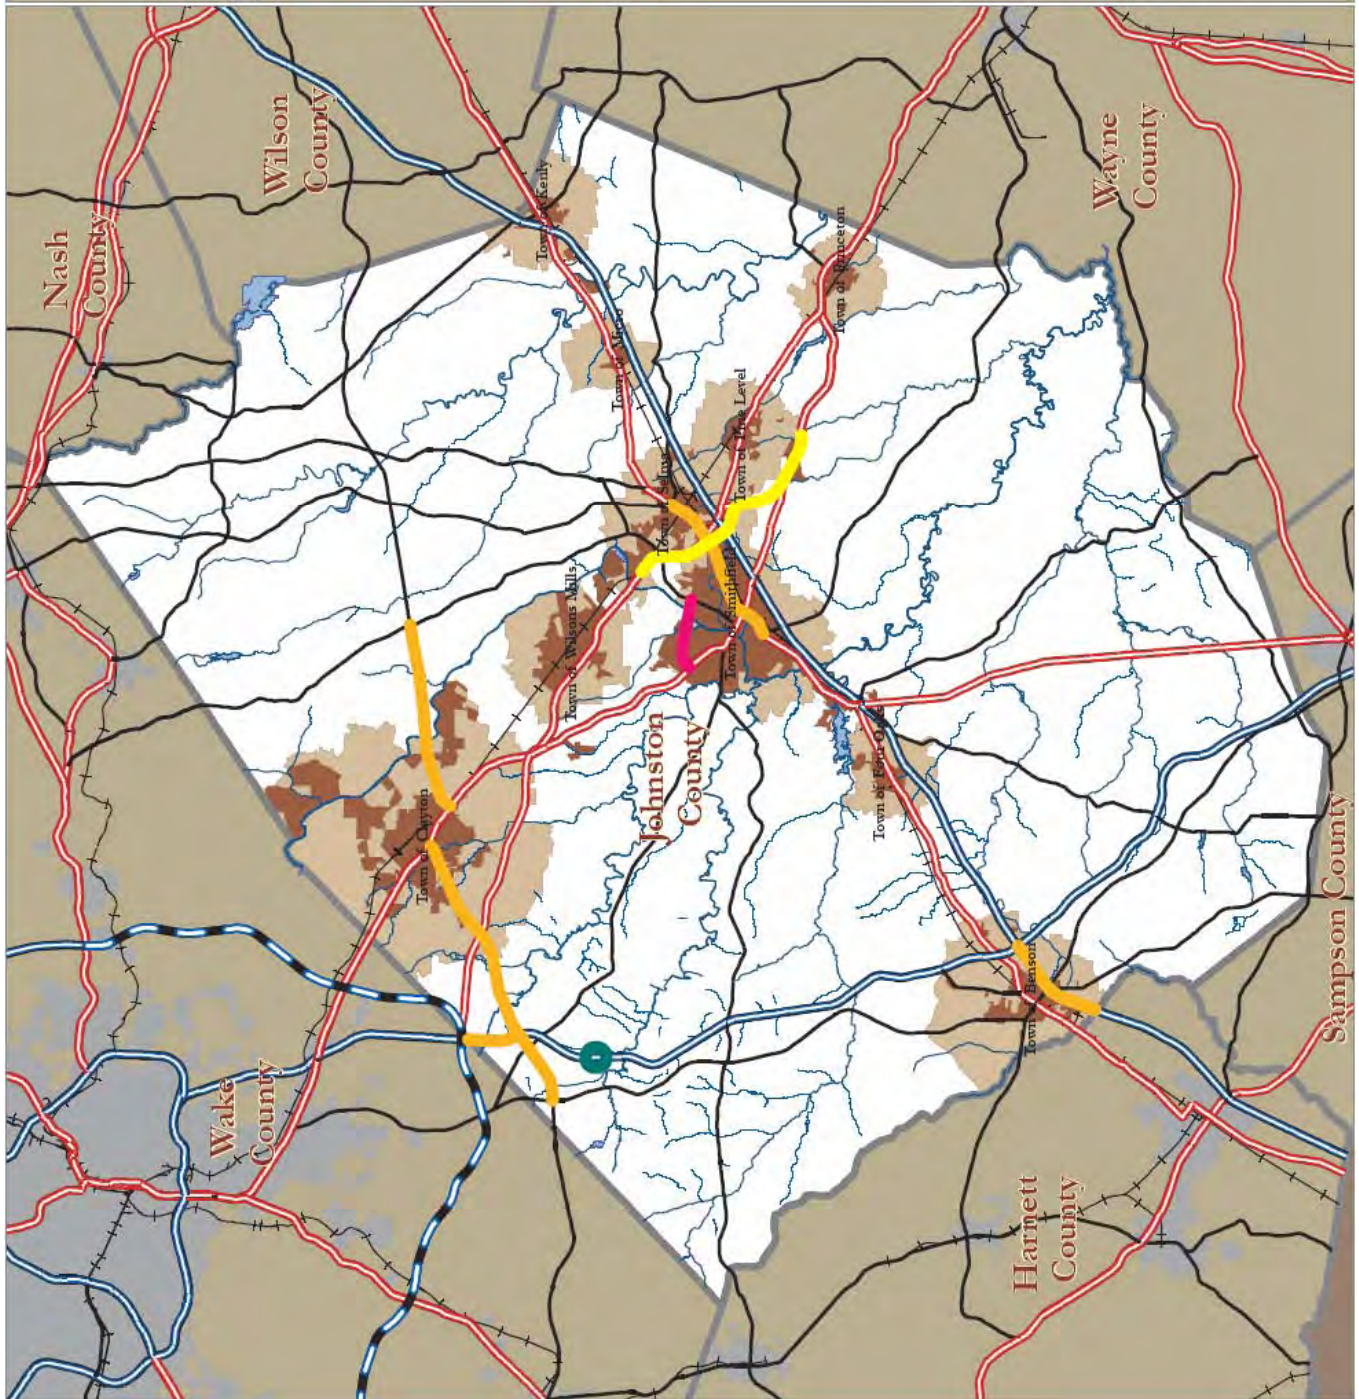 Nash
County
Wilson
County
Wayne
County
Town of Kenly
Town of Micro
Town of Princeton
Town of Pine Level
Town of Selma
Town of Wilsons Mills
Town of Smithfield
Johnston
County
Town of Clayton
Town of Four Oaks
Town of Benson
Wake
County
Harnett
County
Sampson County